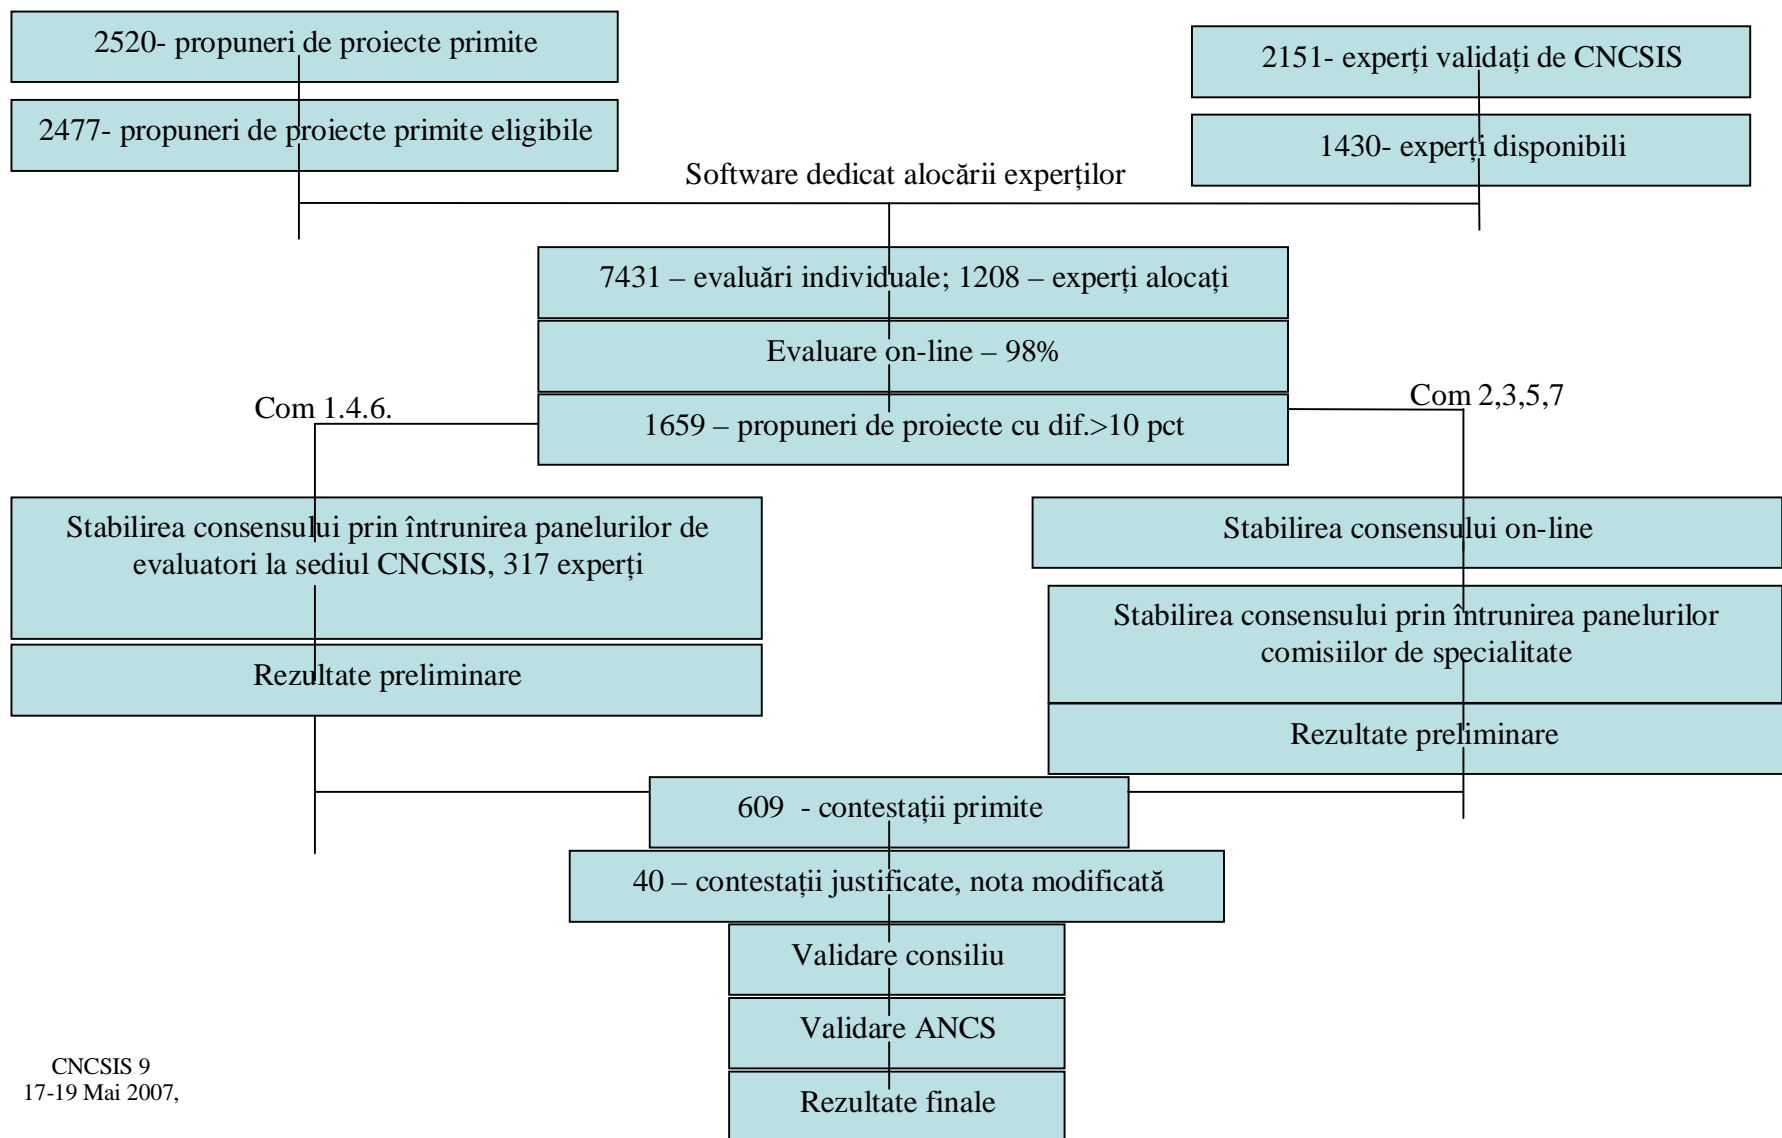 2520- propuneri de proiecte primite
2151- experți validați de CNCSIS
2477- propuneri de proiecte primite eligibile
1430- experți disponibili
Software dedicat alocării experților
7431 – evaluări individuale; 1208 – experți alocați
Evaluare on-line – 98%
Com 1.4.6.
Com 2,3,5,7
1659 – propuneri de proiecte cu dif.>10 pct
Stabilirea consensului prin întrunirea panelurilor de
evaluatori la sediul CNCSIS, 317 experți
Rezultate preliminare
Stabilirea consensului on-line
Stabilirea consensului prin întrunirea panelurilor
comisiilor de specialitate
Rezultate preliminare
609 - contestații primite
40 – contestații justificate, nota modificată
Validare consiliu
Validare ANCS
Rezultate finale
CNCSIS 9
17-19 Mai 2007,